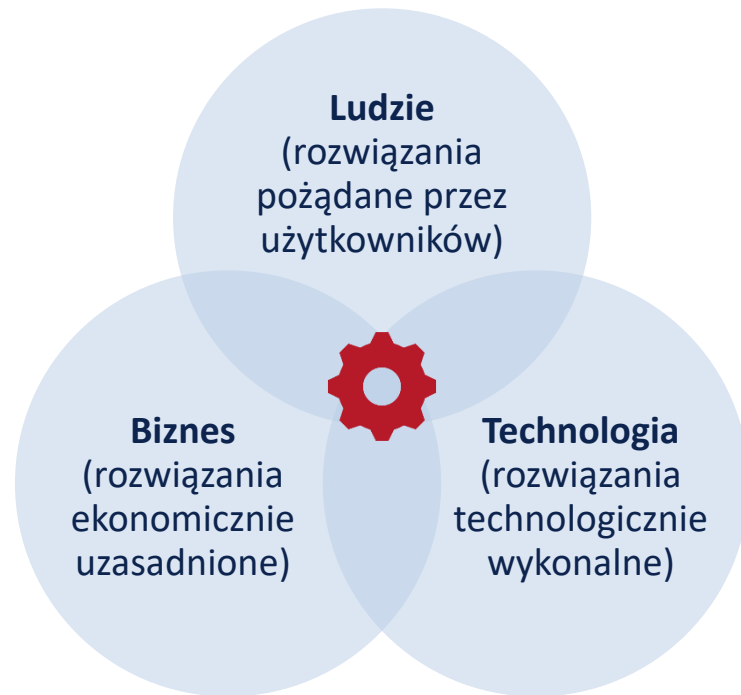 Ludzie
(rozwiązania
pożądane przez
użytkowników)
Biznes
(rozwiązania
ekonomicznie
uzasadnione)
Technologia
(rozwiązania
technologicznie
wykonalne)